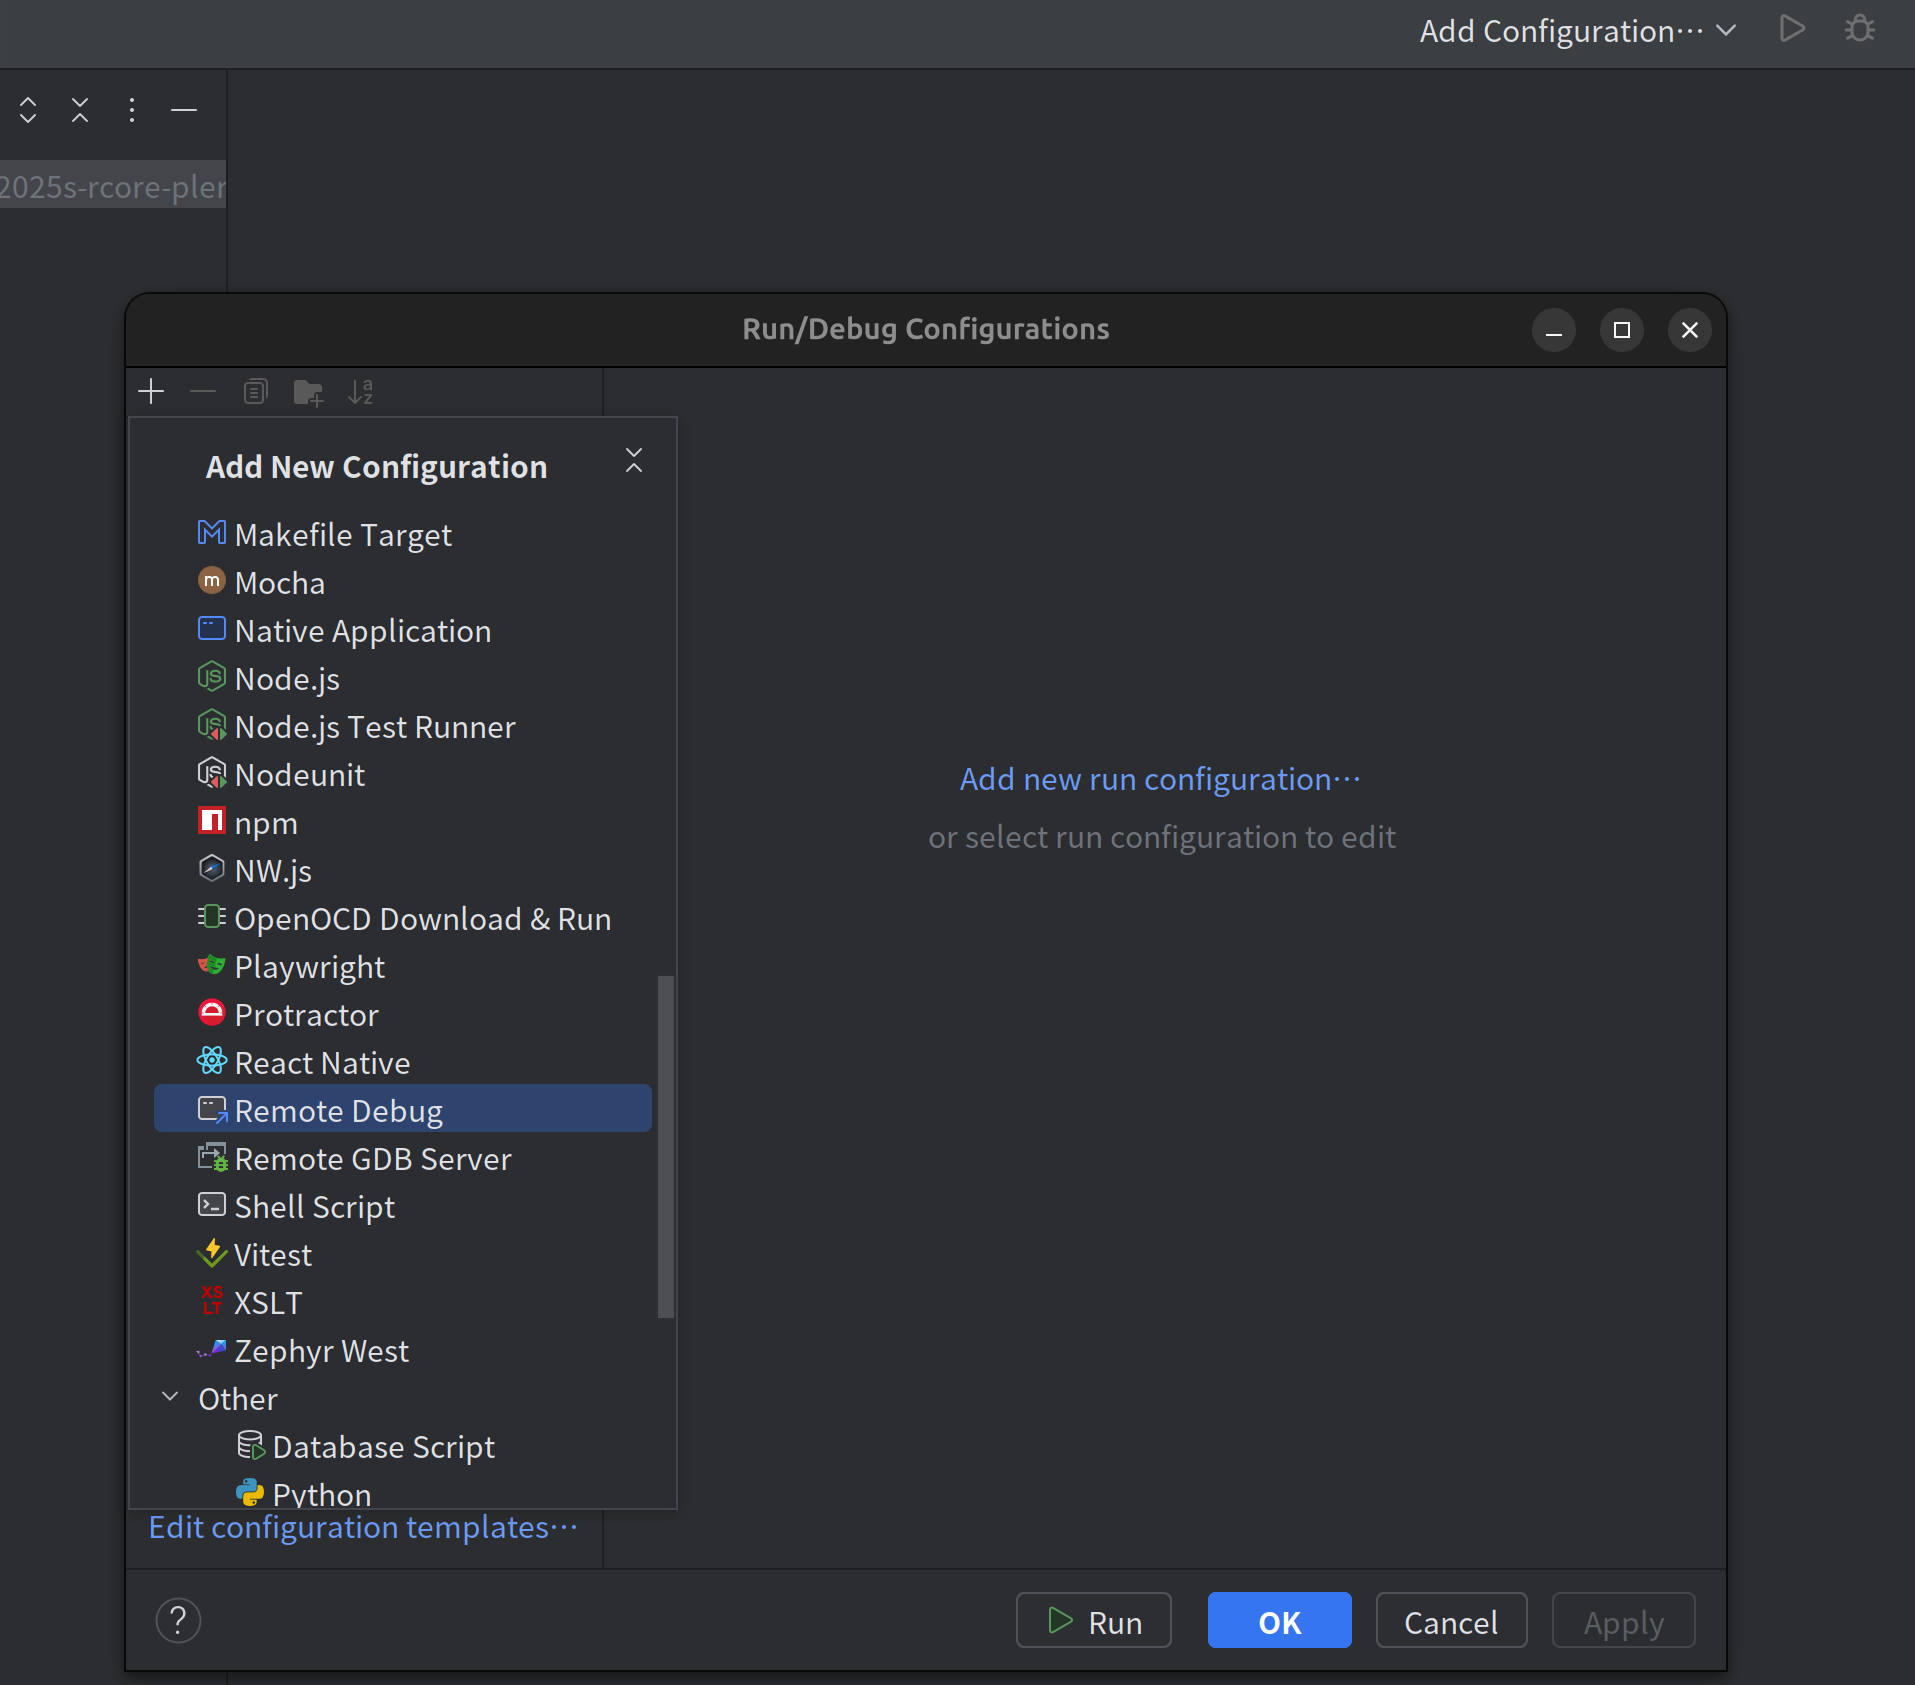 Add Configuration···
2025s-rcore-pler
Run/Debug Configurations
Add New Configuration
Makefile Target
Mocha
Native Application
Node.js
Node.js Test Runner
Nodeunit
npm
NW.js
OpenOCD Download & Run
Playwright
Protractor
React Native
Remote Debug
Remote GDB Server
Shell Script
Vitest
XSLT
Zephyr West
Other
Database Script
Python
Add new run configuration···
or select run configuration to edit
Edit configuration templates···
?
Run
OK
Cancel
Apply